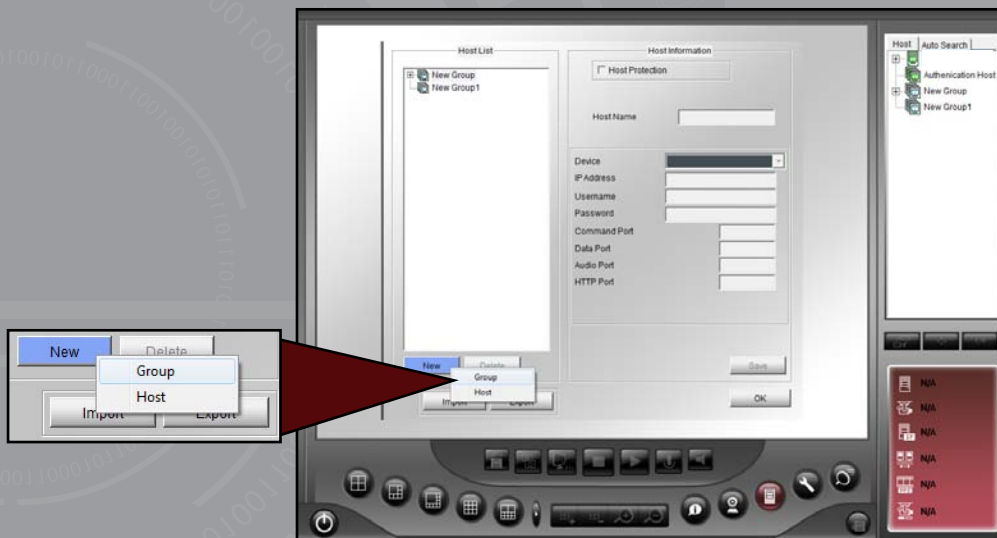 Host List
New Group
New Group1
Host Information
Host Protection
Host Name
Device
IP Address
Username
Password
Command Port
Data Port
Audio Port
HTTP Port
New
Delete
Group
Host
Import
Export
Save
OK
Host
Auto Search
Authenication Host
New Group
New Group1
N/A
N/A
N/A
N/A
N/A
N/A
New
Delete
Group
Host
Import
Export